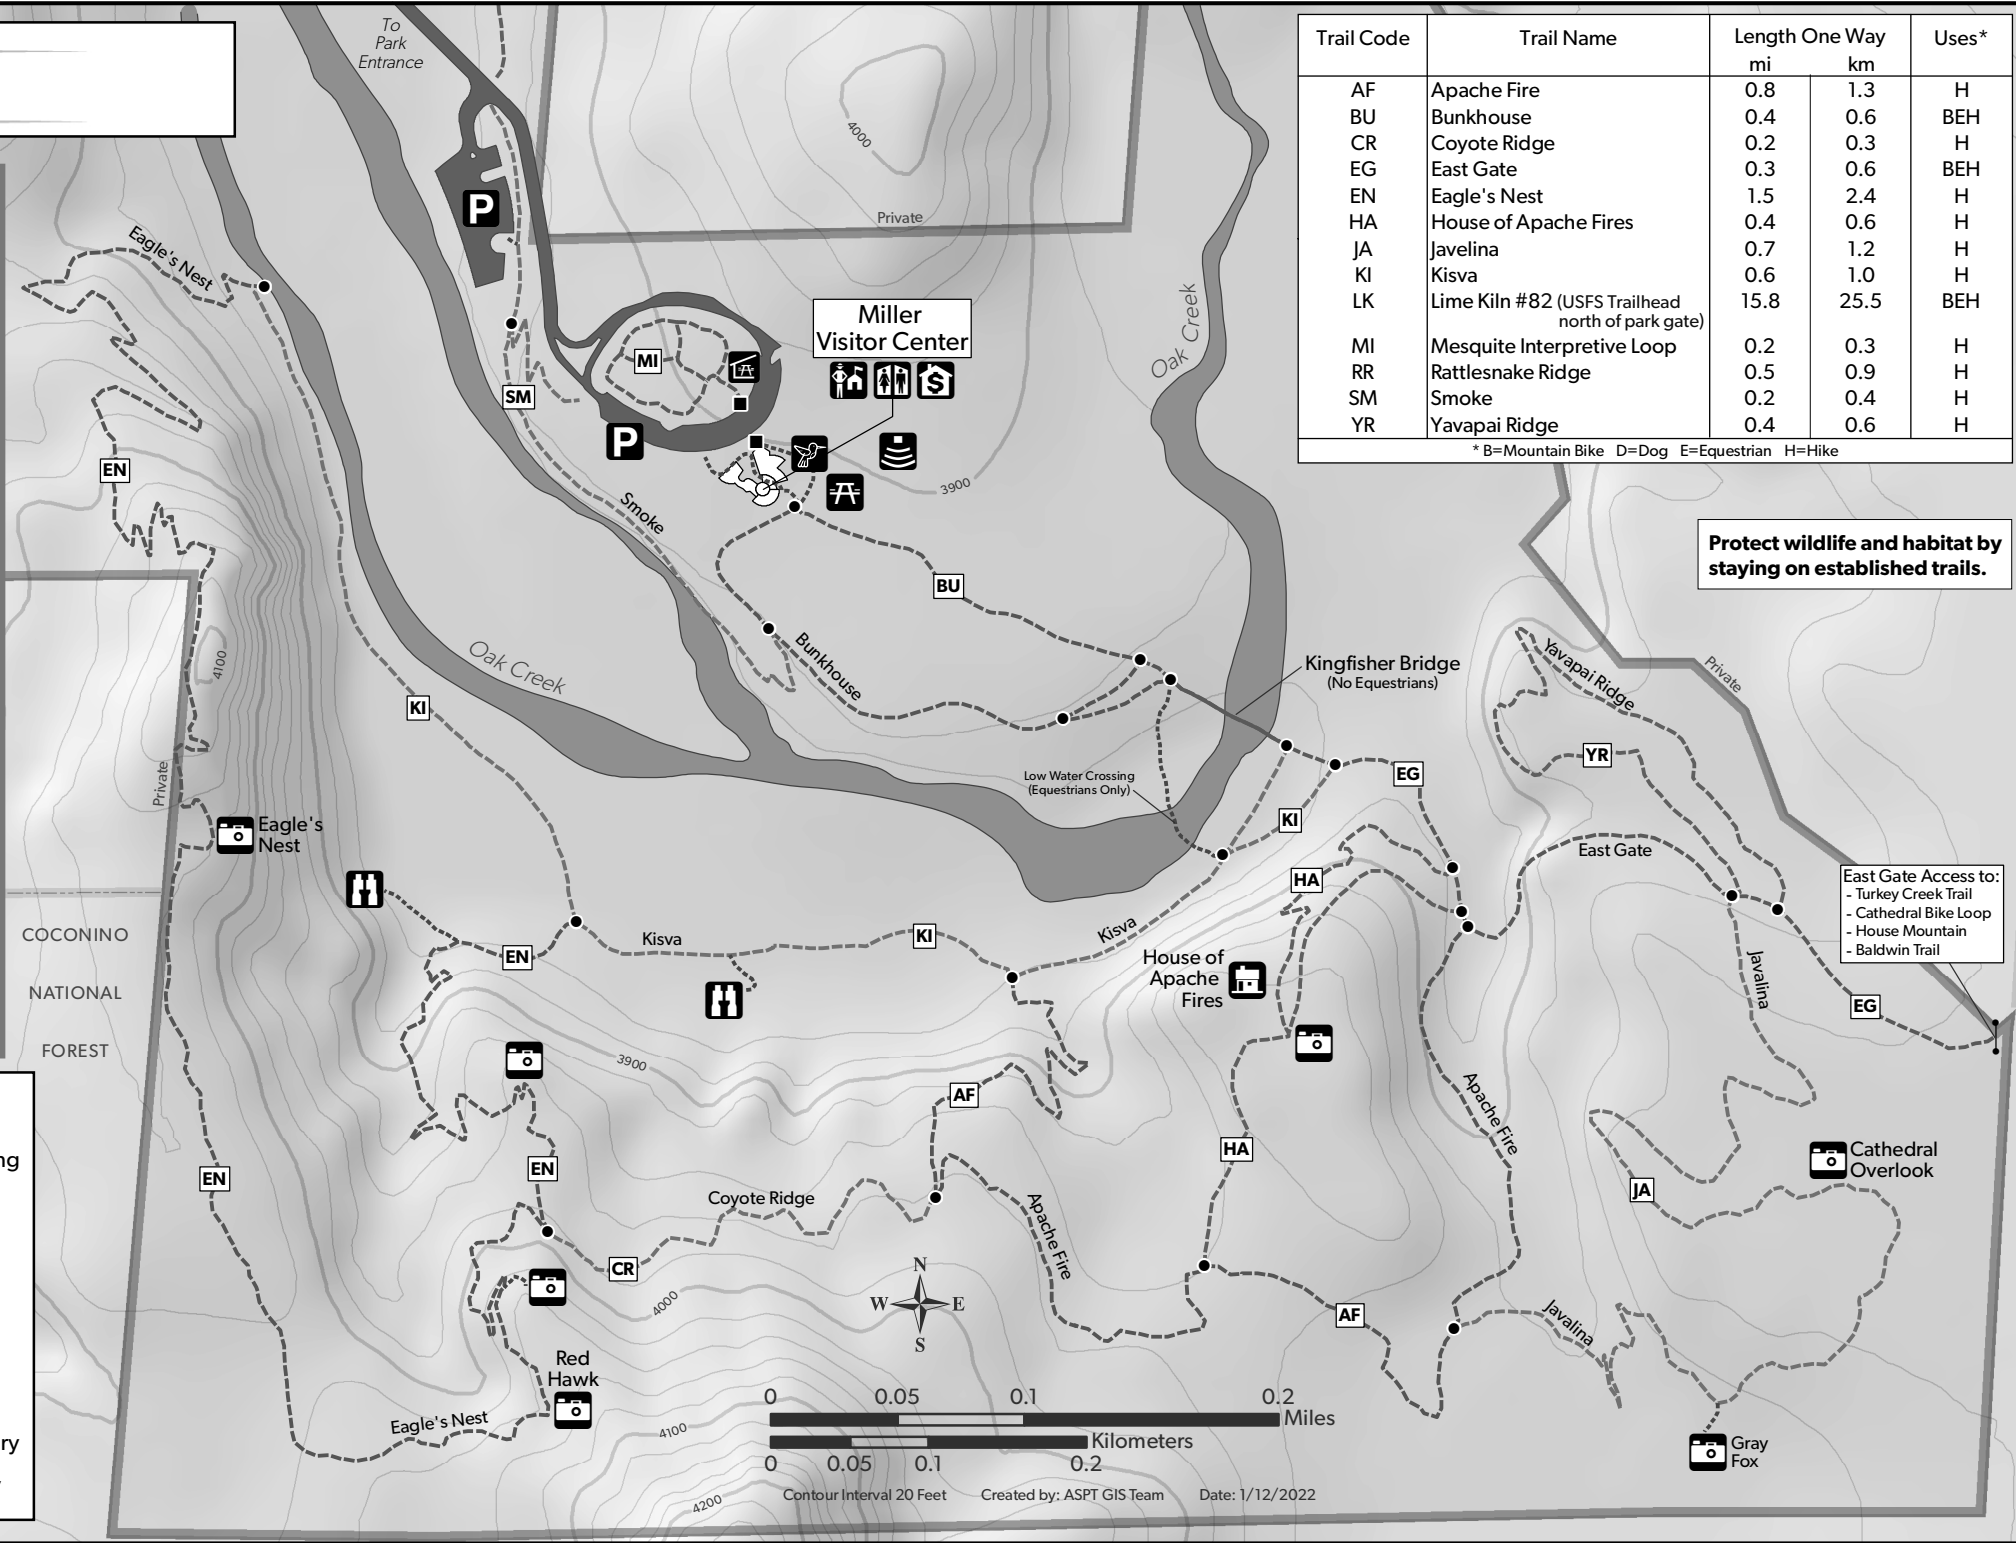 To
Park
Entrance
Trail Code Trail Name Length One Way Uses*
mi km
AF Apache Fire 0.8 1.3 H
BU Bunkhouse 0.4 0.6 BEH
CR Coyote Ridge 0.2 0.3 H
EG East Gate 0.3 0.6 BEH
EN Eagle's Nest 1.5 2.4 H
HA House of Apache Fires 0.4 0.6 H
JA Javelina 0.7 1.2 H
KI Kisva 0.6 1.0 H
LK Lime Kiln #82 (USFS Trailhead 15.8 25.5 BEH
north of park gate)
MI Mesquite Interpretive Loop 0.2 0.3 H
RR Rattlesnake Ridge 0.5 0.9 H
SM Smoke 0.2 0.4 H
YR Yavapai Ridge 0.4 0.6 H
* B=Mountain Bike D=Dog E=Equestrian H=Hike
4000
P
Private
Eagle's Nest
Oak Creek
Miller
Visitor Center
MI
SM
P
EN
3900
Smoke
Protect wildlife and habitat by
staying on established trails.
BU
4100
Oak Creek
Bunkhouse
Kingfisher Bridge
(No Equestrians)
Yavapai Ridge
Private
KI
YR
Private
Low Water Crossing
(Equestrians Only)
EG
KI
Eagle's
Nest
East Gate
HA
East Gate Access to:
- Turkey Creek Trail
- Cathedral Bike Loop
- House Mountain
- Baldwin Trail
COCONINO
NATIONAL
FOREST
EN
Kisva
KI
Kisva
House of
Apache
Fires
Javalina
EG
3900
AF
Apache Fire
HA
Cathedral
Overlook
ng
EN
EN
JA
Coyote Ridge
Apache Fire
CR
4000
N
W E
S
AF
Javalina
Red
Hawk
Eagle's Nest
4100
0 0.05 0.1 0.2
Miles
Kilometers
0 0.05 0.1 0.2
Gray
Fox
ry
4200
Contour Interval 20 Feet Created by: ASPT GIS Team Date: 1/12/2022